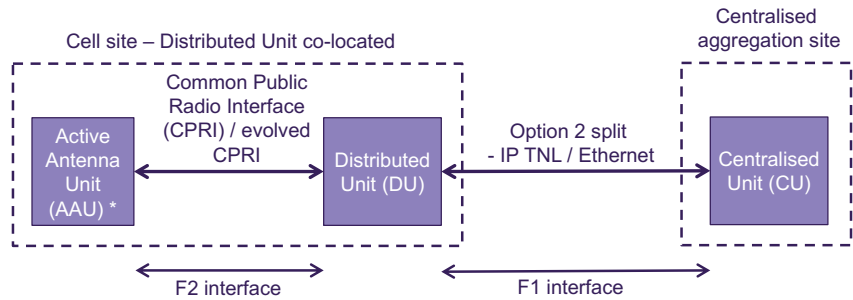 Cell site – Distributed Unit co-located
Centralised
aggregation site
Common Public
Radio Interface
(CPRI) / evolved
CPRI
Active
Antenna
Unit
(AAU) *
Distributed
Unit (DU)
Option 2 split
- IP TNL / Ethernet
Centralised
Unit (CU)
F2 interface
F1 interface